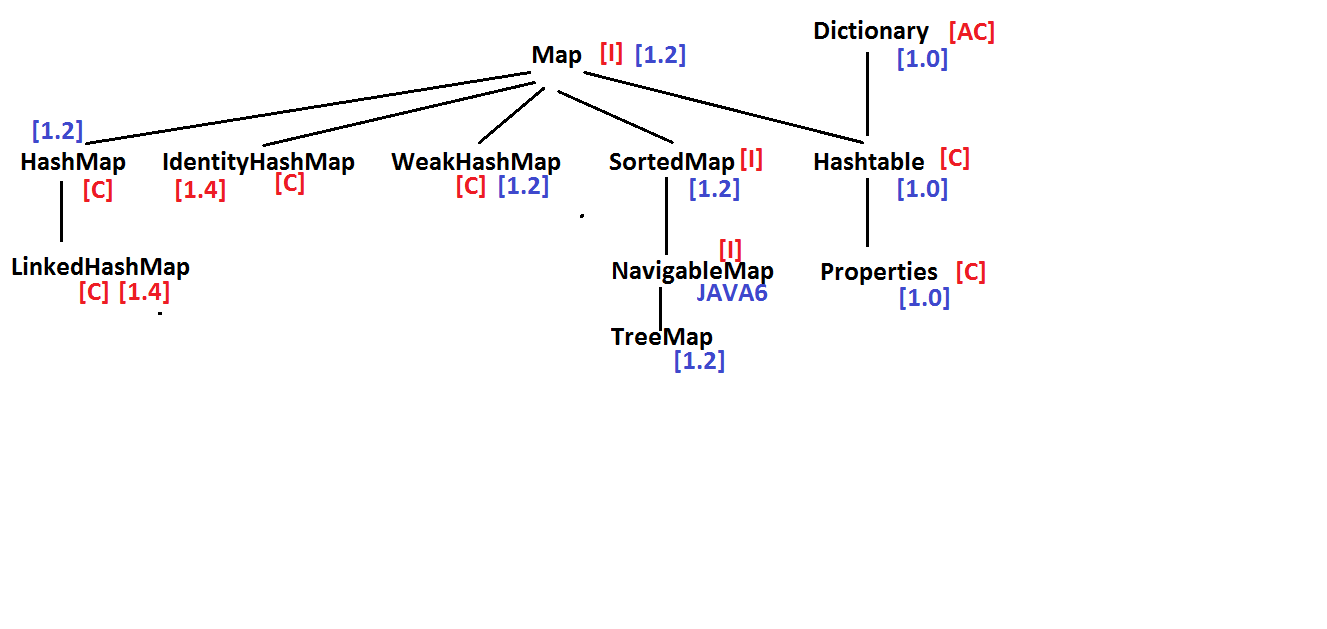 Dictionary [AC]
[1.0]
Map [I] [1.2]
[1.2]
HashMap IdentityHashMap WeakHashMap SortedMap [I] Hashtable [C]
[C] [1.4] [C] [C] [1.2] [1.2] [1.0]
[I]
LinkedHashMap NavigableMap Properties [C]
[C] [1.4] JAVA6 [1.0]
TreeMap
[1.2]